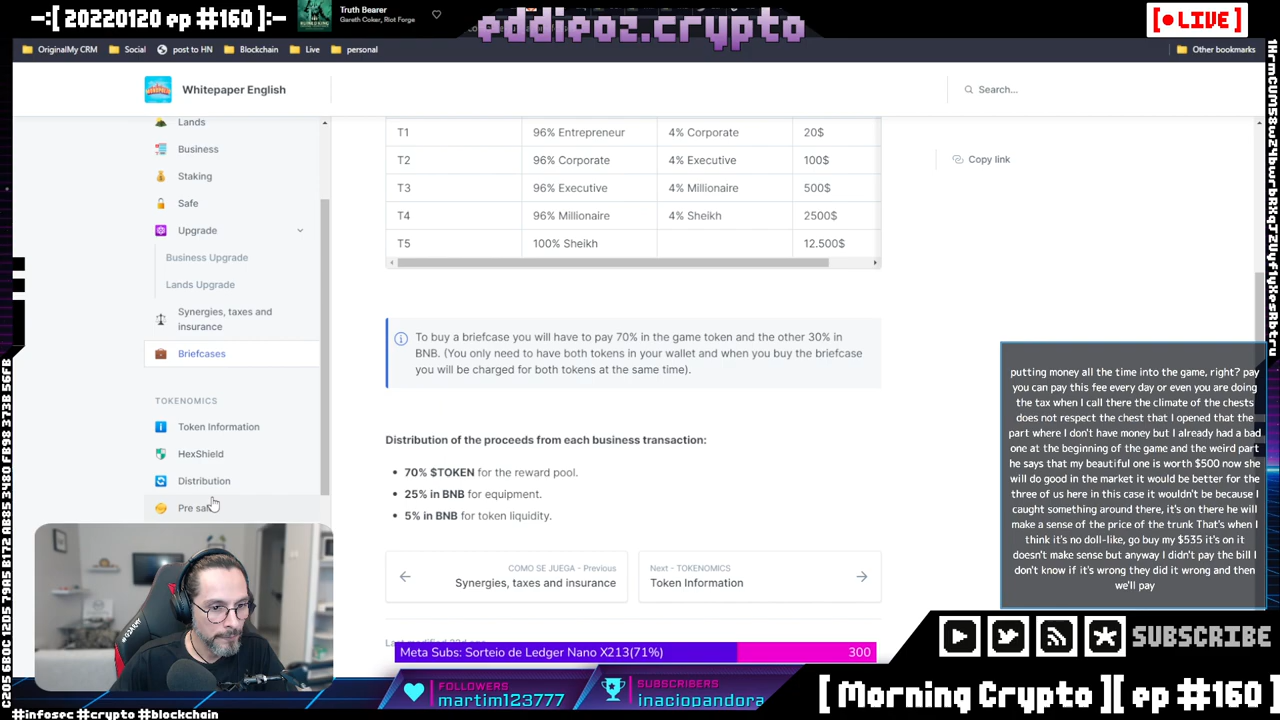 -:[ 20220120 ep #160 ]:-
Truth Bearer
Gareth Coker, Riot Forge
eddieoz.crypto
[ LIVE ]
OriginalMy CRM
Social
post to HN
Blockchain
Live
personal
Other bookmarks
Whitepaper English
Search...
Lands
Business
Staking
Safe
Upgrade
Business Upgrade
Lands Upgrade
Synergies, taxes and
insurance
Briefcases
TOKENOMICS
Token Information
HexShield
Distribution
Pre sale
T1 96% Entrepreneur 4% Corporate 20$
T2 96% Corporate 4% Executive 100$
T3 96% Executive 4% Millionaire 500$
T4 96% Millionaire 4% Sheikh 2500$
T5 100% Sheikh 12.500$
Copy link
To buy a briefcase you will have to pay 70% in the game token and the other 30% in
BNB. (You only need to have both tokens in your wallet and when you buy the briefcase
you will be charged for both tokens at the same time).
Distribution of the proceeds from each business transaction:
70% $TOKEN for the reward pool.
25% in BNB for equipment.
5% in BNB for token liquidity.
COMO SE JUEGA - Previous
Synergies, taxes and insurance
Next - TOKENOMICS
Token Information
putting money all the time into the game, right? pay
you can pay this fee every day or even you are doing
the tax when I call there the climate of the chests
does not respect the chest that I opened that the
part where I don't have money but I already had a bad
one at the beginning of the game and the weird part
he says that my beautiful one is worth $500 now she
will do good in the market it would be better for the
three of us here in this case it wouldn't be because I
caught something around there, it's on there he will
make a sense of the price of the trunk That's when I
think it's no doll-like, go buy my $535 it's on it
doesn't make sense but anyway I didn't pay the bill I
don't know if it's wrong they did it wrong and then
we'll pay
Meta Subs: Sorteio de Ledger Nano X213(71%)
300
FOLLOWERS
martim123777
SUBSCRIBERS
inaciopandora
SUBSCRIBE
[ Morning Crypto ][ ep #160 ]
#infosec #crypto #blockchain